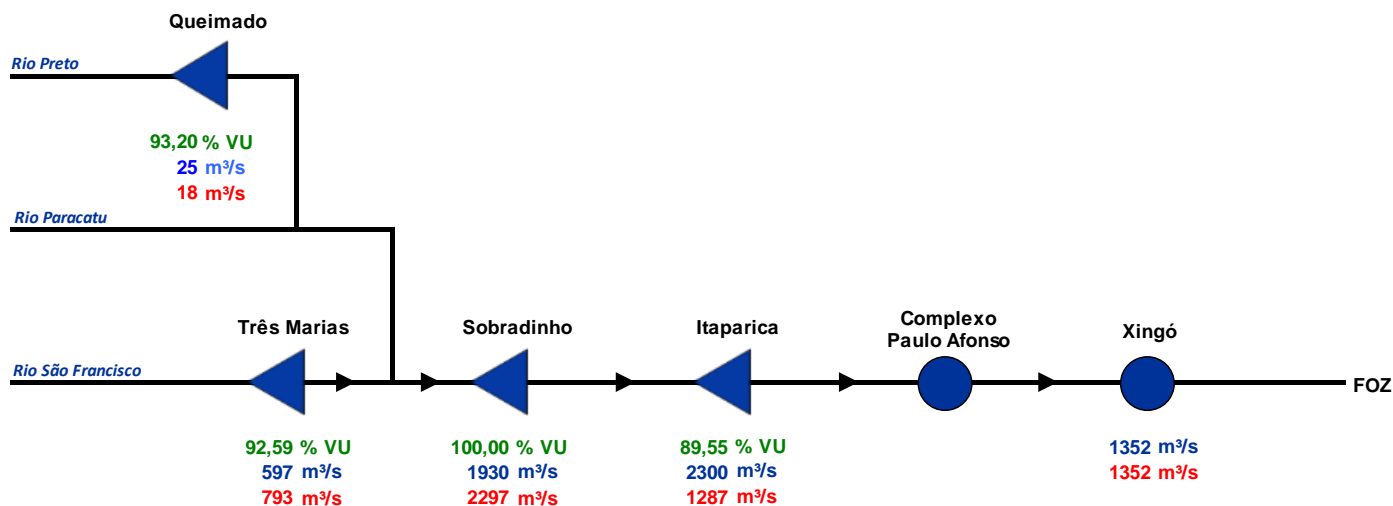 Queimado
Rio Preto
93,20 % VU
25 m³/s
18 m³/s
Rio Paracatu
Três Marias
Sobradinho
Itaparica
Complexo
Paulo Afonso
Xingó
Rio São Francisco
FOZ
92,59 % VU
597 m³/s
793 m³/s
100,00 % VU
1930 m³/s
2297 m³/s
89,55 % VU
2300 m³/s
1287 m³/s
1352 m³/s
1352 m³/s